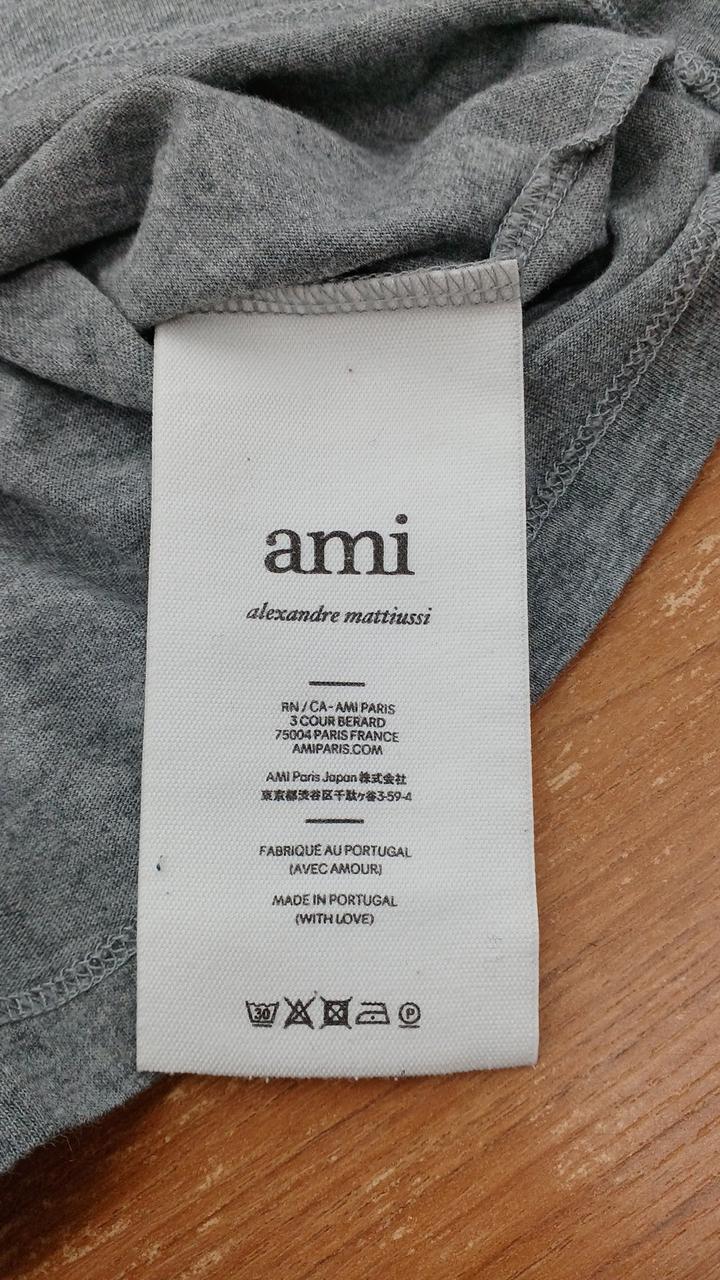 ami
alexandre mattiussi
RN / CA - AMI PARIS
3 COUR BERARD
75004 PARIS FRANCE
AMIPARIS.COM
AMI Paris Japan 株式会社
東京都渋谷区千駄ヶ谷3-59-4
FABRIQUÉ AU PORTUGAL
(AVEC AMOUR)
MADE IN PORTUGAL
(WITH LOVE)
30 P